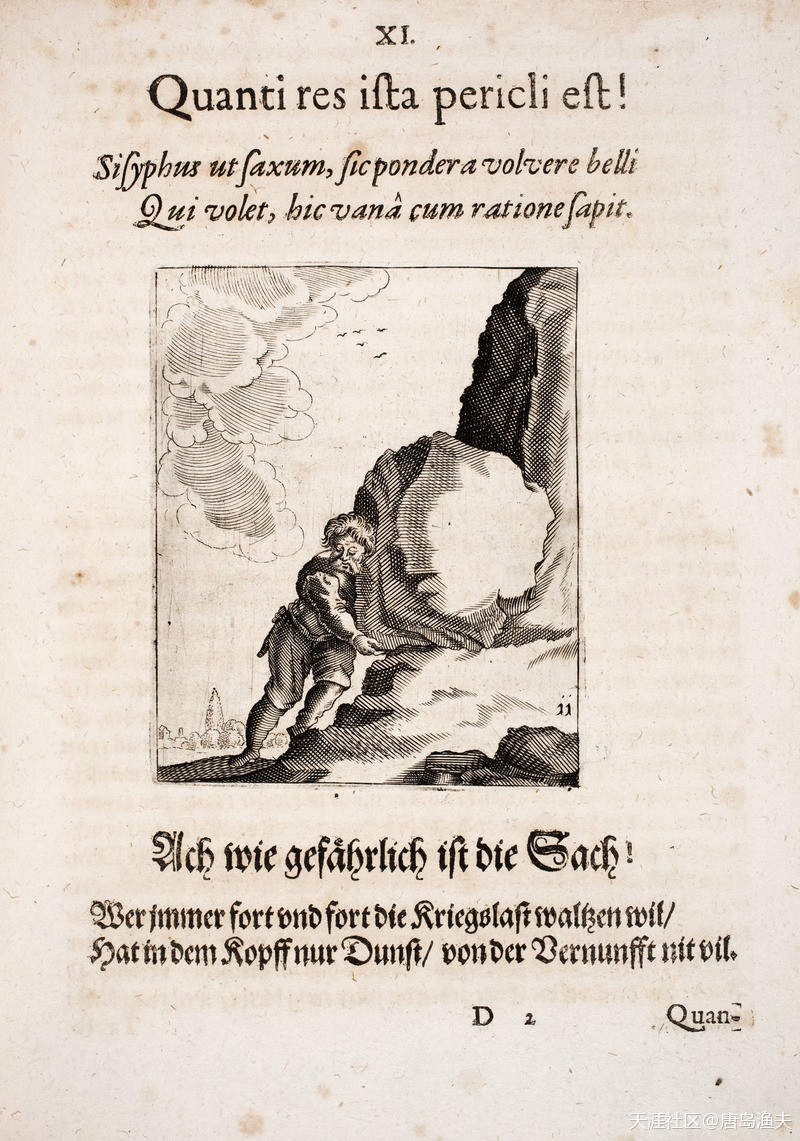 XI.
Quanti res iſta pericli eſt!
Siſyphus ut ſaxum, ſic pondera volvere belli
Qui volet, hic vanâ cum ratione ſapit.
11
Ach wie gefährlich iſt die Sach!
Wer jmmer fort vnd fort die Kriegslaſt waltzen wil/
Hat in dem Kopff nur Dunſt/ von der Vernunfft nit vil.
D 2
Quan-
天涯社区@唐岛渔夫